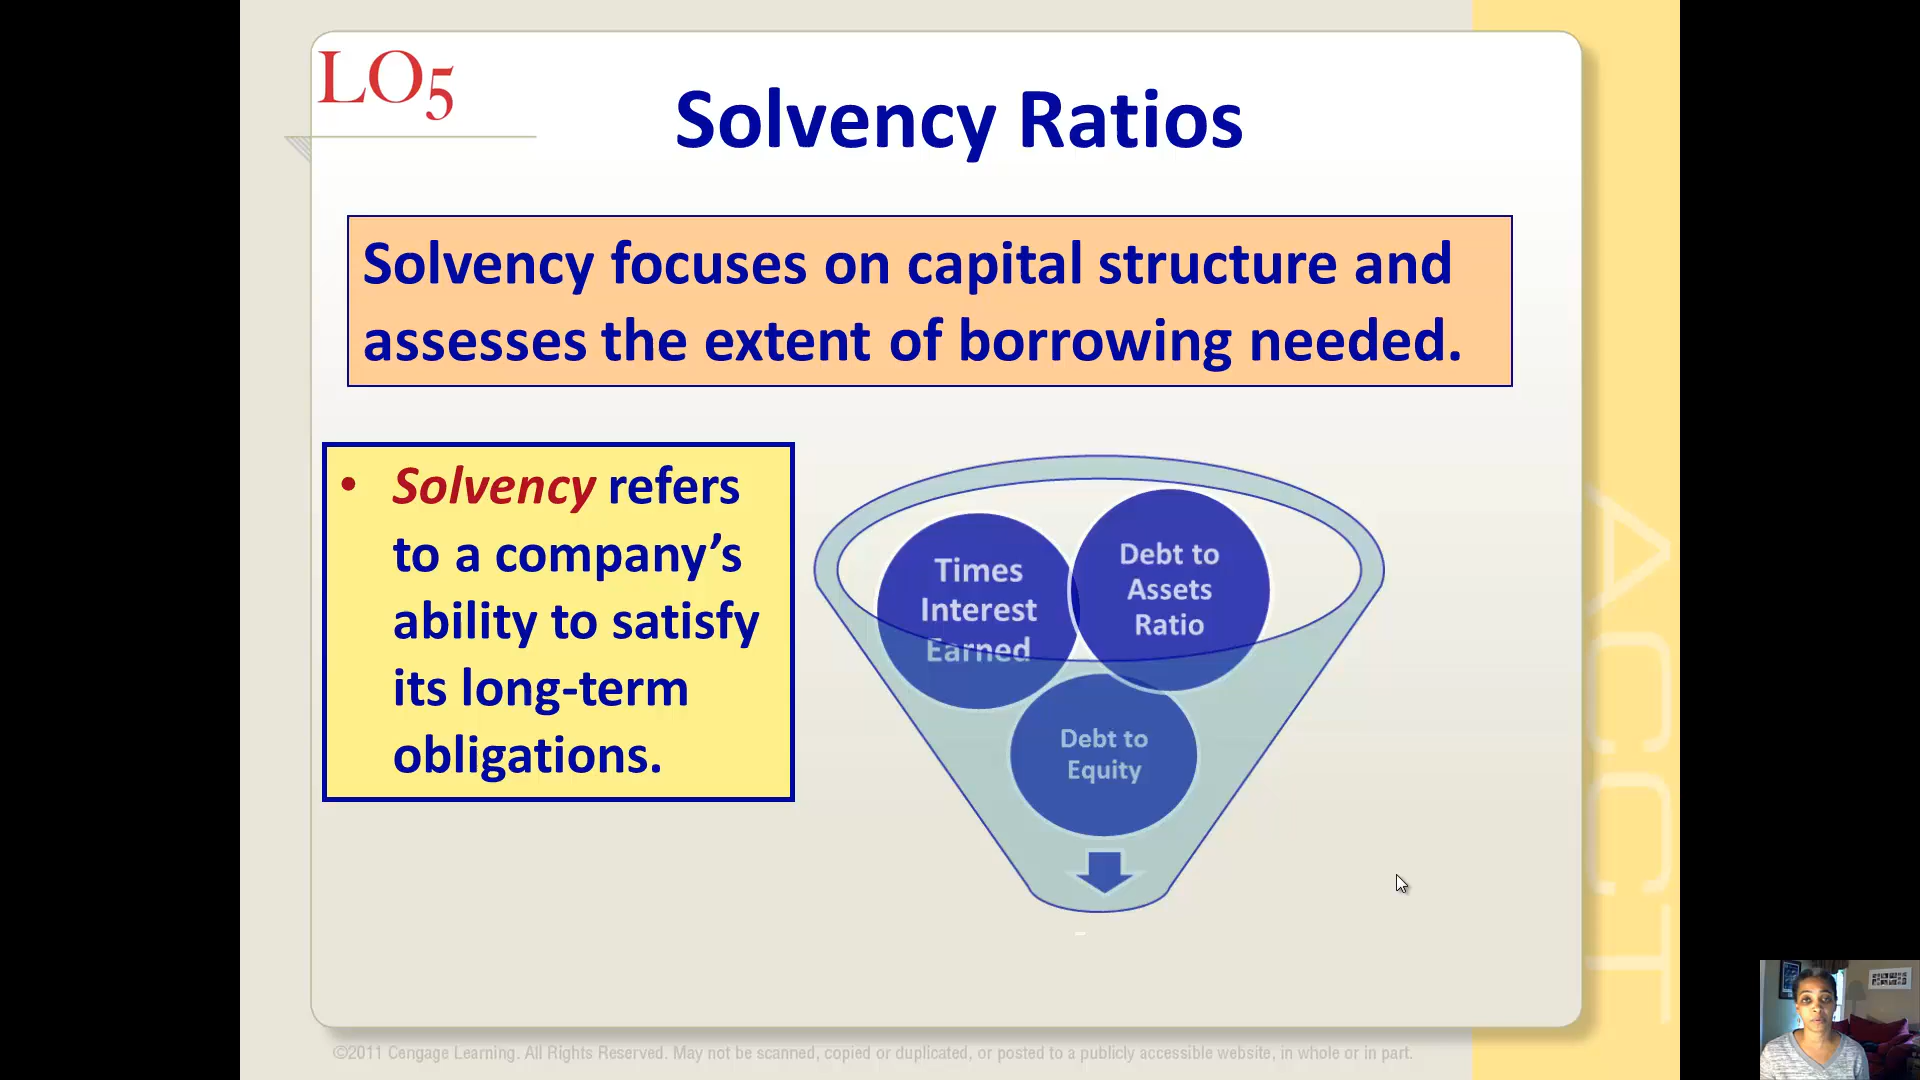 LO5
Solvency Ratios
Solvency focuses on capital structure and
assesses the extent of borrowing needed.
• Solvency refers
to a company’s
ability to satisfy
its long-term
obligations.
Times
Interest
Earned
Debt to
Assets
Ratio
Debt to
Equity
ACCT
©2011 Cengage Learning. All Rights Reserved. May not be scanned, copied or duplicated, or posted to a publicly accessible website, in whole or in part.